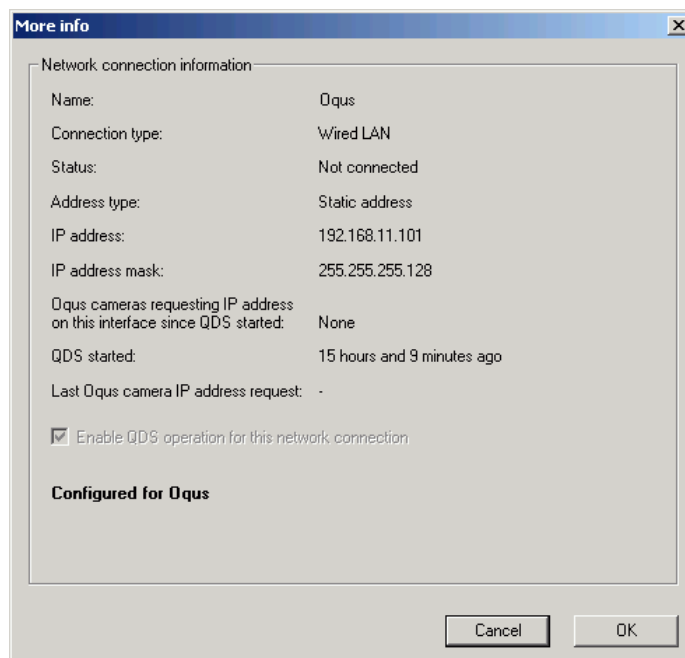 More info
Network connection information
Name: Oqus
Connection type: Wired LAN
Status: Not connected
Address type: Static address
IP address: 192.168.11.101
IP address mask: 255.255.255.128
Oqus cameras requesting IP address
on this interface since QDS started: None
QDS started: 15 hours and 9 minutes ago
Last Oqus camera IP address request: -
Enable QDS operation for this network connection
Configured for Oqus
Cancel OK